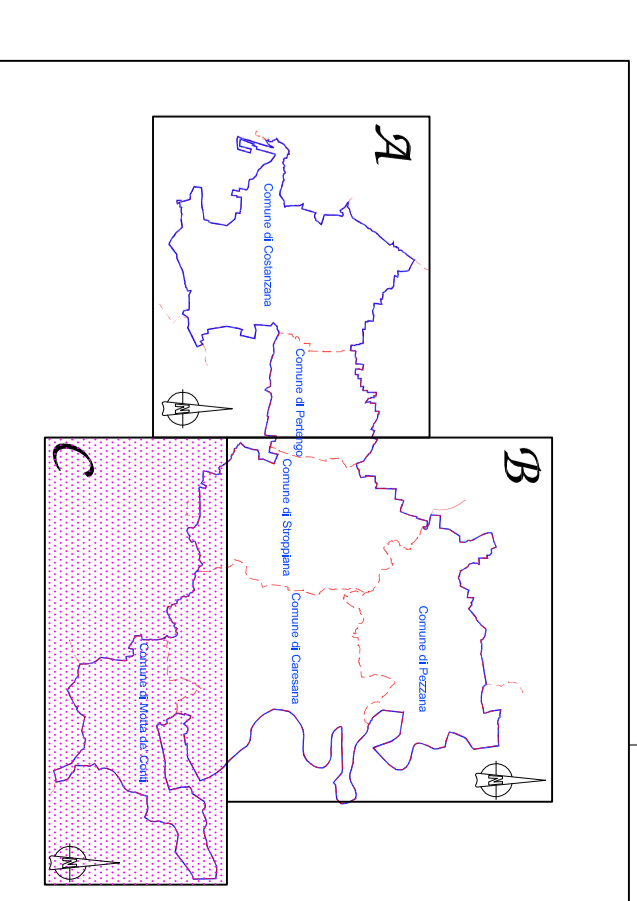 A
Comune di Costanzana
Comune di Pertengo
N
B
Comune di Stroppiana
Comune di Caresana
Comune di Pezzana
N
C
Comune di Motta de' Conti
N